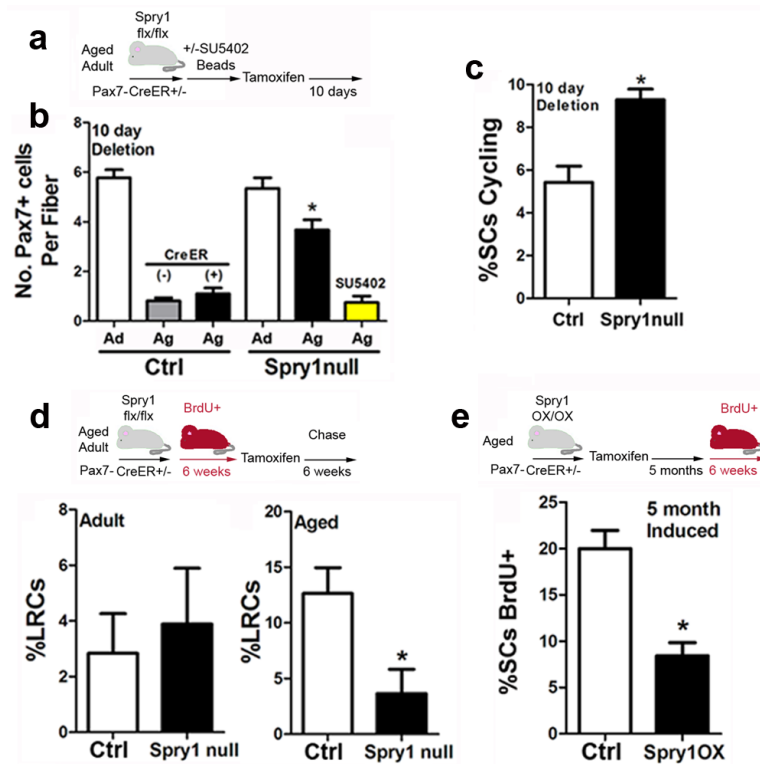 a
Spry1
flx/flx
Aged
Adult
+/-SU5402
Beads
Tamoxifen
Pax7-CreER+/-
10 days
b
10 day
Deletion
No. Pax7+ cells
Per Fiber
8
6
4
2
0
CreER
(-) (+)
*
SU5402
Ad Ag Ag Ad Ag Ag
Ctrl Spry1null
c
10 day
Deletion
*
%SCs Cycling
10
8
6
4
2
0
Ctrl Spry1null
d
Spry1
flx/flx
BrdU+
Aged
Adult
Chase
Tamoxifen
Pax7-CreER+/- 6 weeks 6 weeks
Adult
%LRCs
8
6
4
2
0
Ctrl Spry1 null
Aged
%LRCs
20
15
10
5
0
*
Ctrl Spry1 null
e
Spry1
OX/OX
BrdU+
Aged
Tamoxifen
Pax7-CreER+/- 5 months 6 weeks
5 month
Induced
%SCs BrdU+
25
20
15
10
5
0
*
Ctrl Spry1OX